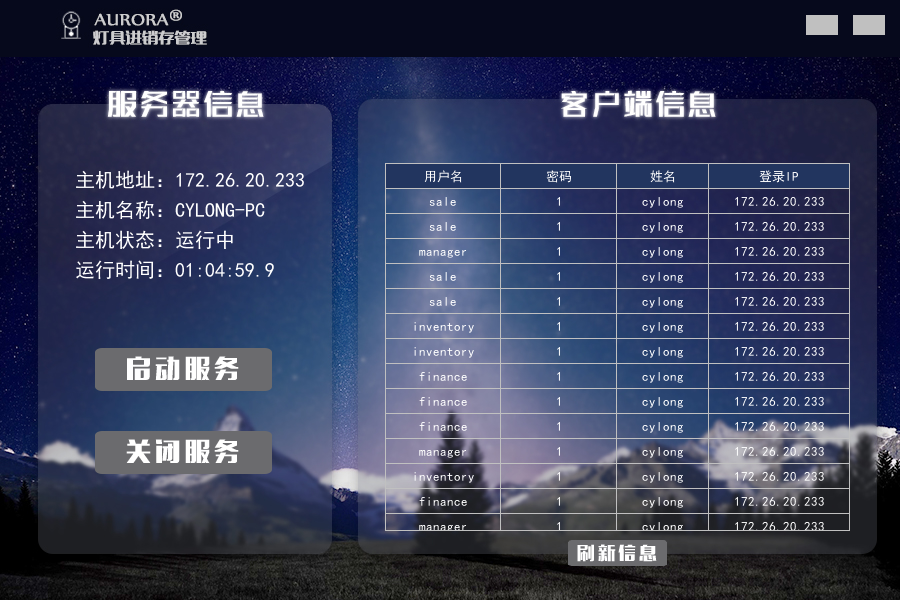 AURORA®
灯具进销存管理
服务器信息
主机地址：172.26.20.233
主机名称：CYLONG-PC
主机状态：运行中
运行时间：01:04:59.9
启动服务
关闭服务
客户端信息
用户名 密码 姓名 登录IP
sale 1 cylong 172.26.20.233
sale 1 cylong 172.26.20.233
manager 1 cylong 172.26.20.233
sale 1 cylong 172.26.20.233
sale 1 cylong 172.26.20.233
inventory 1 cylong 172.26.20.233
inventory 1 cylong 172.26.20.233
finance 1 cylong 172.26.20.233
finance 1 cylong 172.26.20.233
finance 1 cylong 172.26.20.233
manager 1 cylong 172.26.20.233
inventory 1 cylong 172.26.20.233
finance 1 cylong 172.26.20.233
manager 1 cylong 172.26.20.233
刷新信息